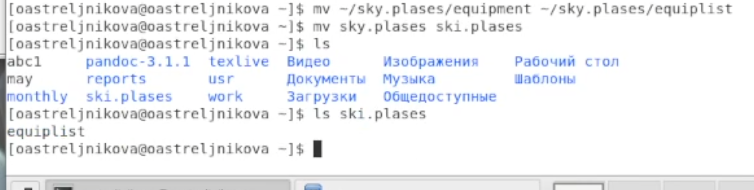 [oastreljnikova@oastreljnikova ~]$ mv ~/sky.plases/equipment ~/sky.plases/equiplist
[oastreljnikova@oastreljnikova ~]$ mv sky.plases ski.plases
[oastreljnikova@oastreljnikova ~]$ ls
abc1 pandoc-3.1.1 texlive Видео Изображения Рабочий стол
may reports usr Документы Музыка Шаблоны
monthly ski.plases work Загрузки Общедоступные
[oastreljnikova@oastreljnikova ~]$ ls ski.plases
equiplist
[oastreljnikova@oastreljnikova ~]$